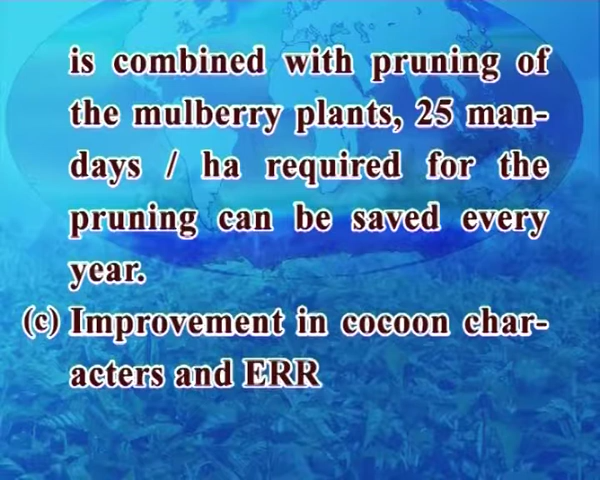 is combined with pruning of
the mulberry plants, 25 man-
days / ha required for the
pruning can be saved every
year.
(c) Improvement in cocoon char-
acters and ERR